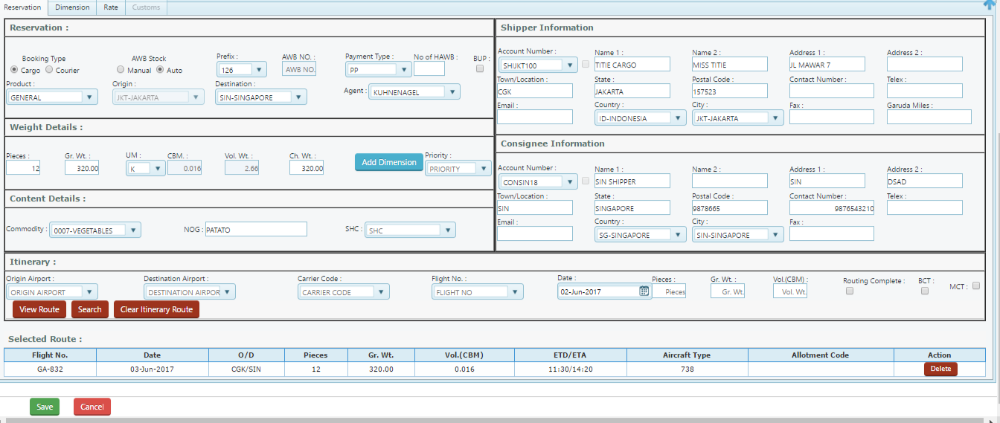 Reservation Dimension Rate Customs
Reservation :
Booking Type AWB Stock Prefix : AWB NO. : Payment Type : No of HAWB : BUP :
Cargo Courier Manual Auto 126 AWB NO. PP
Product : Origin : Destination : Agent : KUHNENAGEL
GENERAL JKT-JAKARTA SIN-SINGAPORE
Weight Details :
Pieces : Gr. Wt. : UM : CBM. : Vol. Wt. : Ch. Wt. : Add Dimension Priority :
12 320.00 K 0.016 2.66 320.00 PRIORITY
Content Details :
Commodity : 0007-VEGETABLES NOG : PATATO SHC : SHC
Shipper Information
Account Number : Name 1 : Name 2 : Address 1 : Address 2 :
SHIJKT100 TITIE CARGO MISS TITIE JL MAWAR 7
Town/Location : State : Postal Code : Contact Number : Telex :
CGK JAKARTA 157523
Email : Country : City : Fax : Garuda Miles :
ID-INDONESIA JKT-JAKARTA
Consignee Information
Account Number : Name 1 : Name 2 : Address 1 : Address 2 :
CONSIN18 SIN SHIPPER SIN DSAD
Town/Location : State : Postal Code : Contact Number : Telex :
SIN SINGAPORE 9878665 9876543210
Email : Country : City : Fax :
SG-SINGAPORE SIN-SINGAPORE
Itinerary :
Origin Airport : Destination Airport : Carrier Code : Flight No. : Date : Pieces : Gr. Wt. : Vol.(CBM) : Routing Complete : BCT : MCT :
ORIGIN AIRPORT DESTINATION AIRPOR CARRIER CODE FLIGHT NO 02-Jun-2017 Pieces Gr. Wt. Vol. Wt.
View Route Search Clear Itinerary Route
Selected Route :
Flight No. Date O/D Pieces Gr. Wt. Vol.(CBM) ETD/ETA Aircraft Type Allotment Code Action
GA-832 03-Jun-2017 CGK/SIN 12 320.00 0.016 11:30/14:20 738 Delete
Save Cancel